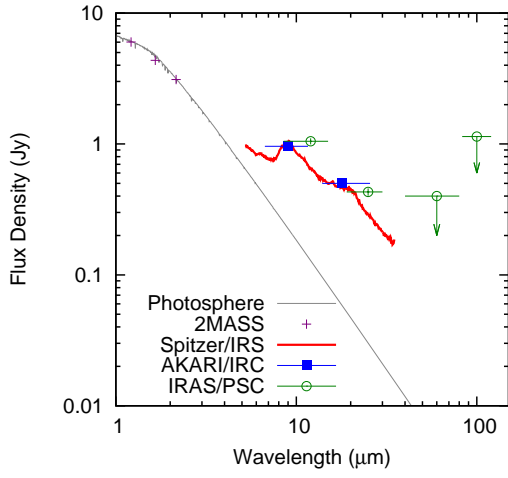 10
1
0.1
0.01
Flux Density (Jy)
Photosphere
2MASS
Spitzer/IRS
AKARI/IRC
IRAS/PSC
1 10 100
Wavelength (μm)